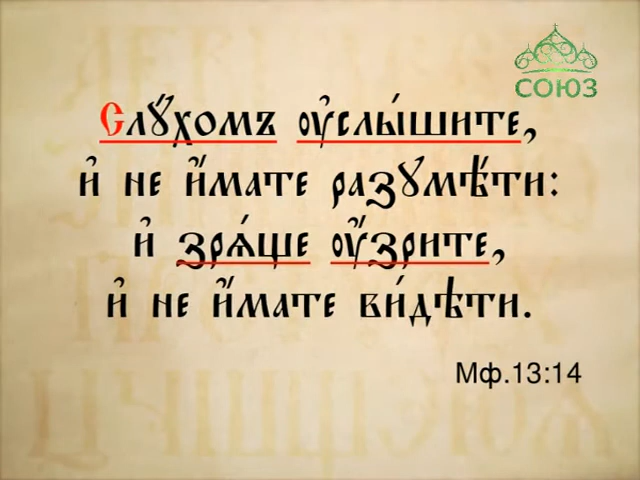 СОЮЗ
Слꙋ́хомъ ᲂу҆слы́шите,
и҆ не и҆́мате разꙋмѣ́ти:
и҆ зрѧ́ще ᲂу҆́зрите,
и҆ не и҆́мате ви́дѣти.
Мф.13:14